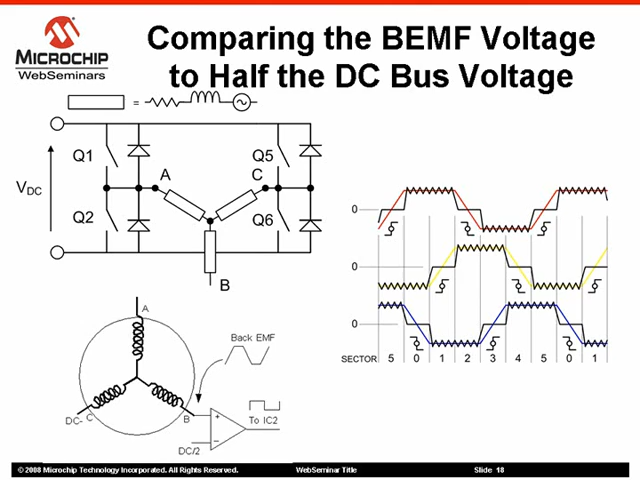 MICROCHIP
WebSeminars
Comparing the BEMF Voltage
to Half the DC Bus Voltage
=
Q1
Q5
A
C
VDC
Q2
Q6
B
0
0
0
SECTOR 5 0 1 2 3 4 5 0 1
A
Back EMF
DC- C
B
+
-
To IC2
DC/2
© 2008 Microchip Technology Incorporated. All Rights Reserved. WebSeminar Title Slide 18